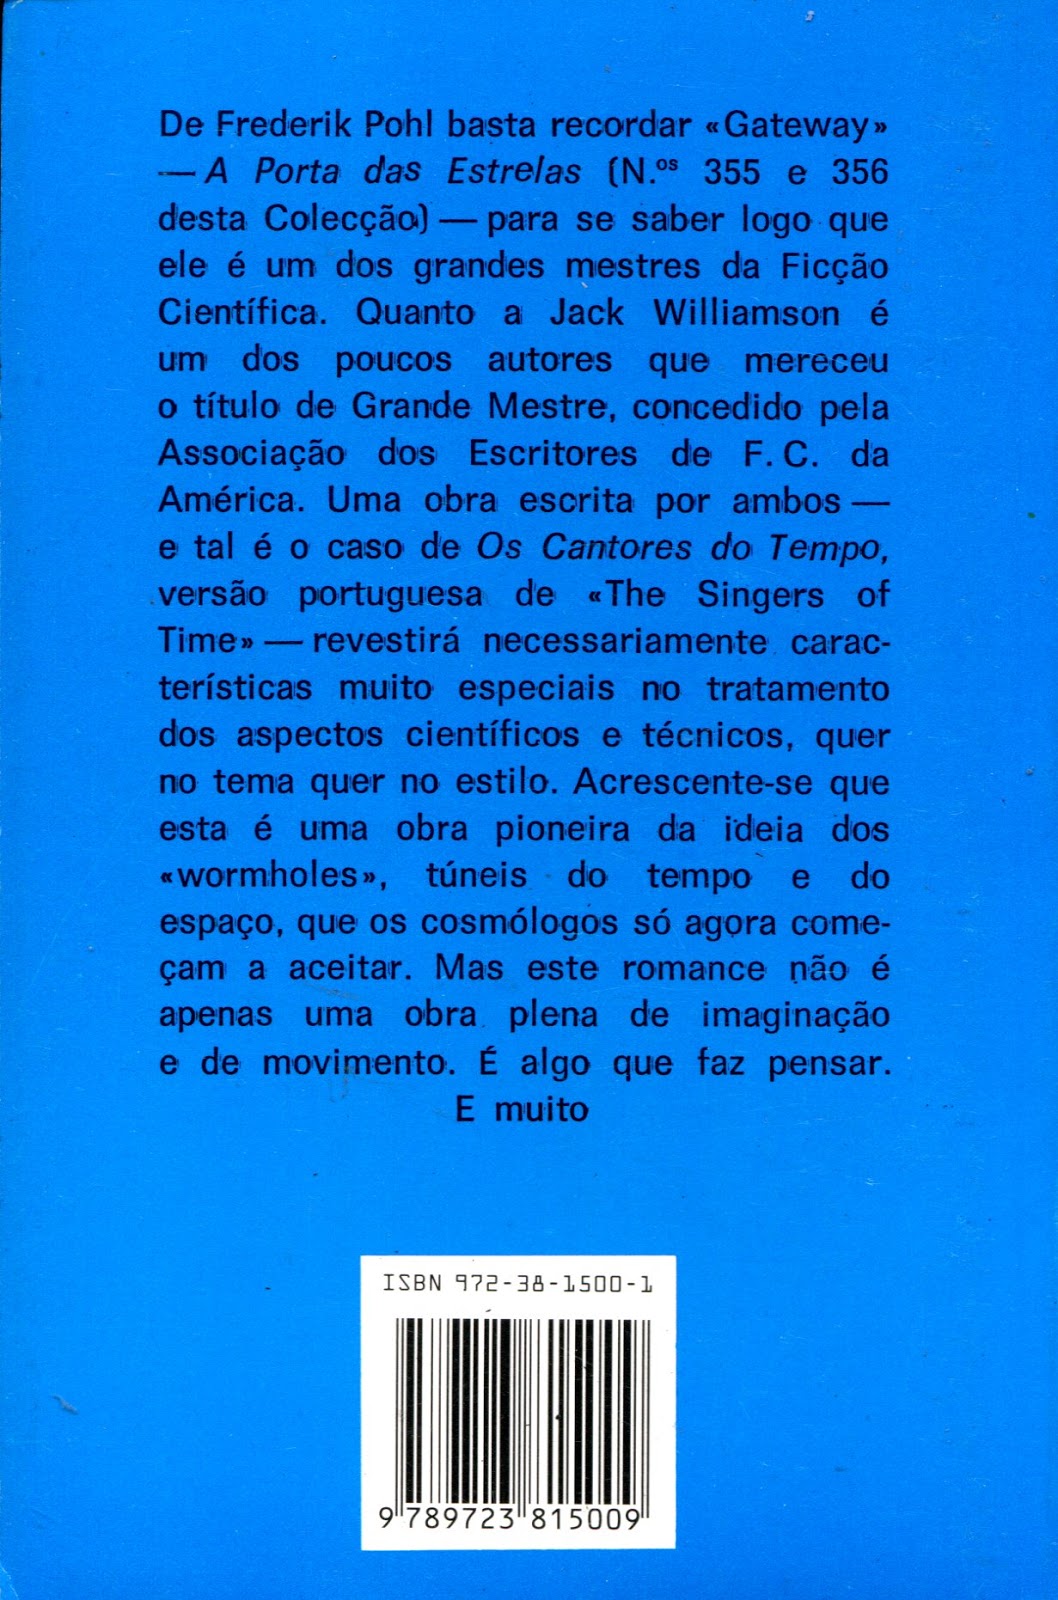 De Frederik Pohl basta recordar «Gateway»
— A Porta das Estrelas (N.ºs 355 e 356
desta Colecção) — para se saber logo que
ele é um dos grandes mestres da Ficção
Científica. Quanto a Jack Williamson é
um dos poucos autores que mereceu
o título de Grande Mestre, concedido pela
Associação dos Escritores de F. C. da
América. Uma obra escrita por ambos —
e tal é o caso de Os Cantores do Tempo,
versão portuguesa de «The Singers of
Time» — revestirá necessariamente carac-
terísticas muito especiais no tratamento
dos aspectos científicos e técnicos, quer
no tema quer no estilo. Acrescente-se que
esta é uma obra pioneira da ideia dos
«wormholes», túneis do tempo e do
espaço, que os cosmólogos só agora come-
çam a aceitar. Mas este romance não é
apenas uma obra plena de imaginação
e de movimento. É algo que faz pensar.
E muito
ISBN 972-38-1500-1
9 789723 815009